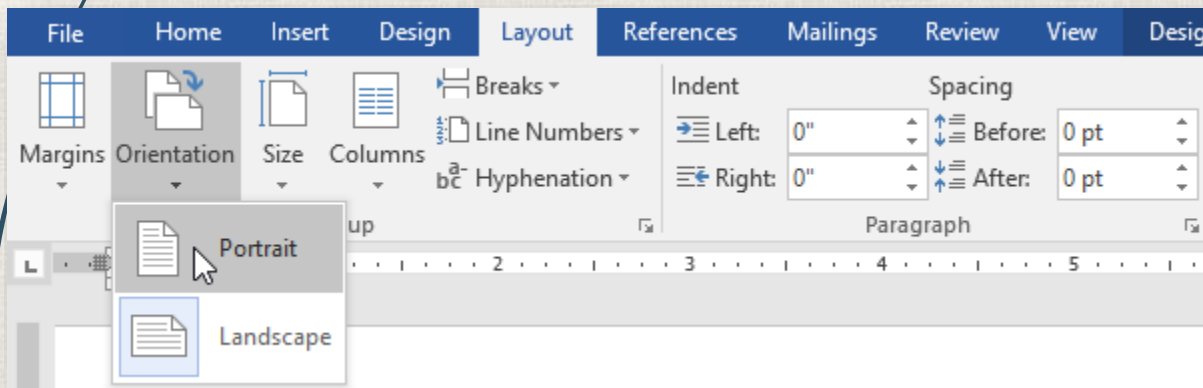 File Home Insert Design Layout References Mailings Review View Desig
Breaks Indent Spacing
Line Numbers Left: 0" Before: 0 pt
Margins Orientation Size Columns
Hyphenation Right: 0" After: 0 pt
up Paragraph
Portrait
L 2 3 4 5
Landscape